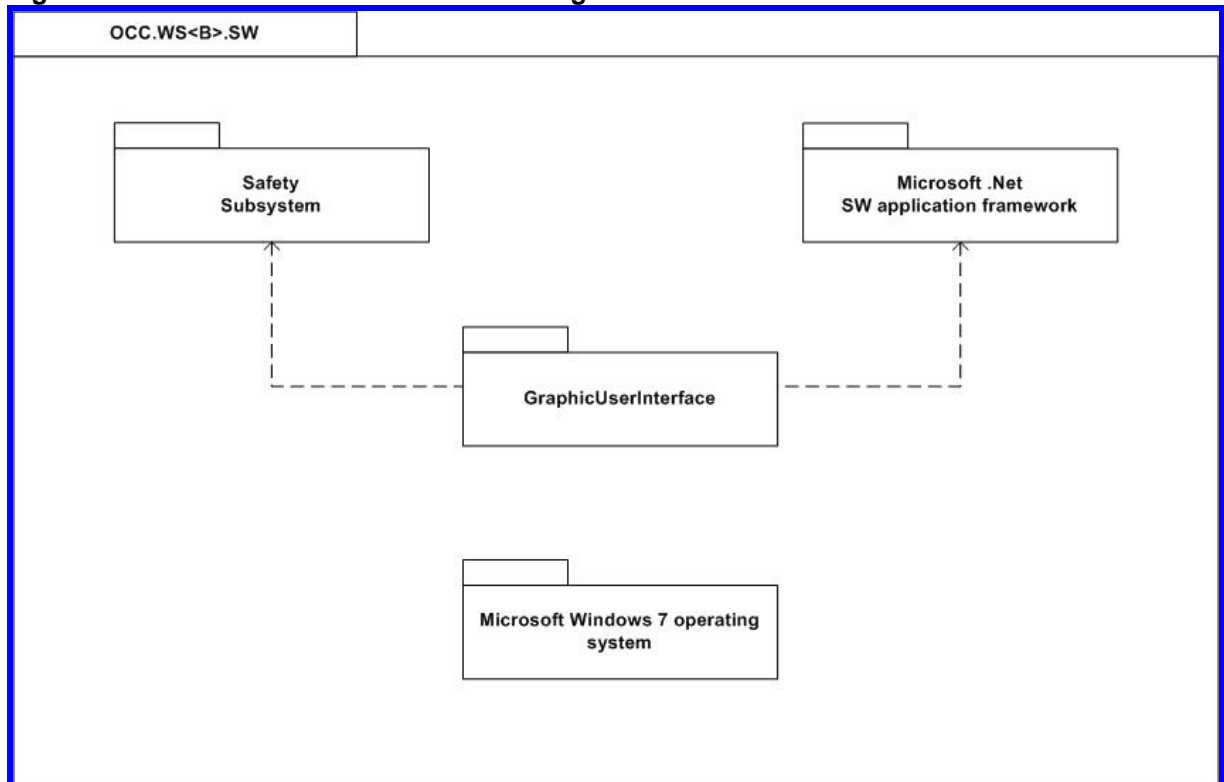 OCC.WS<B>.SW
Safety
Subsystem
Microsoft .Net
SW application framework
GraphicUserInterface
Microsoft Windows 7 operating
system